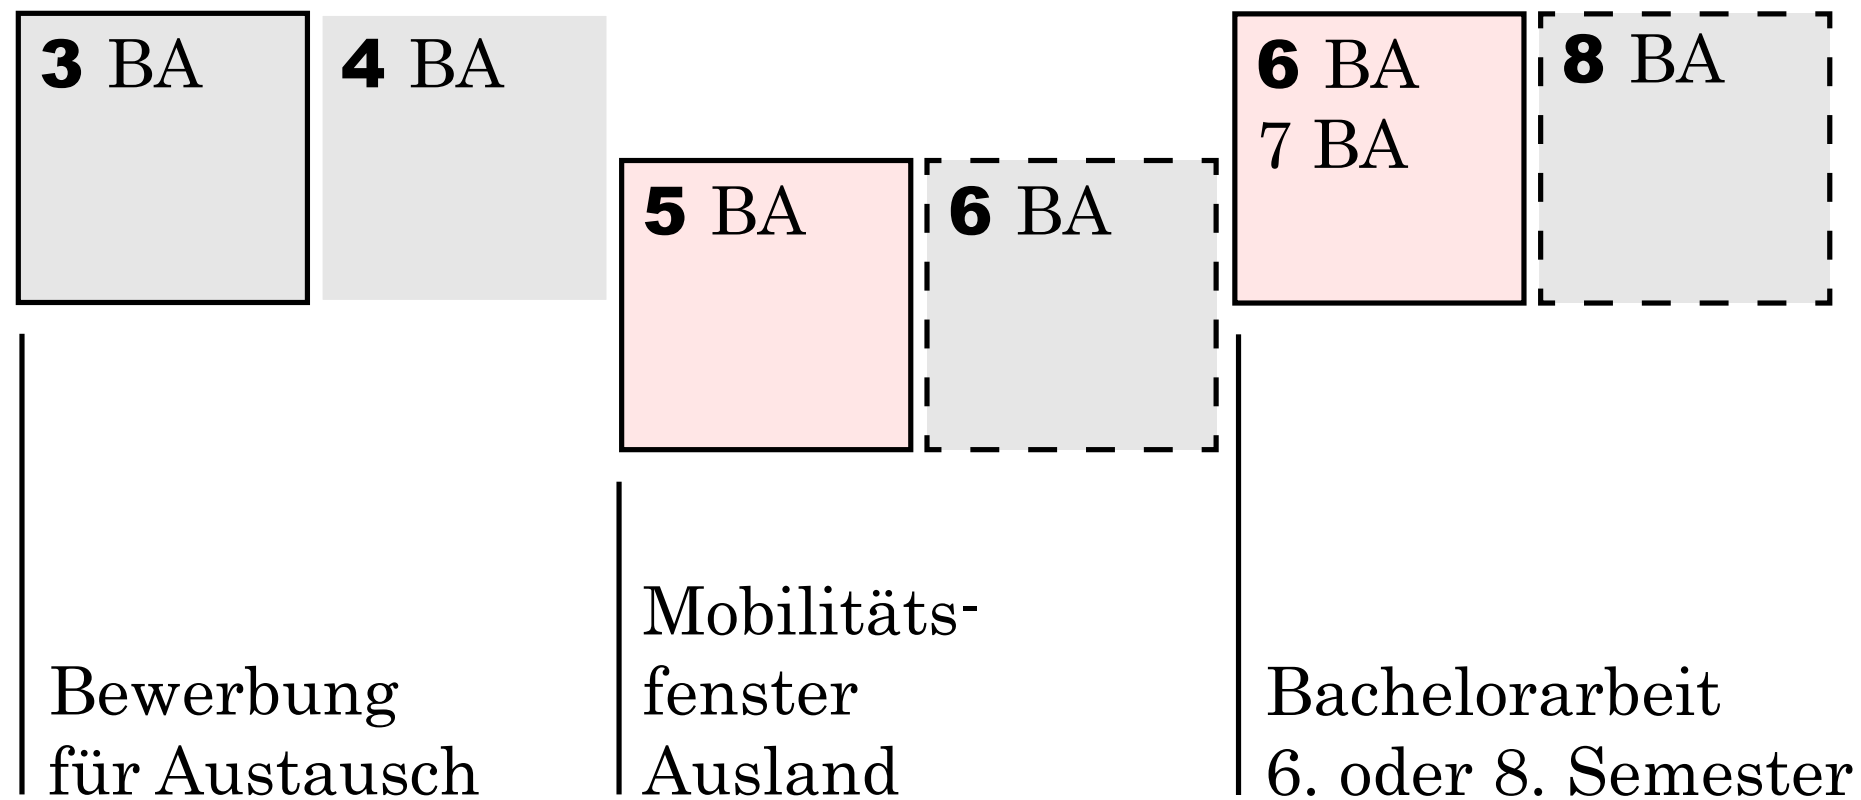 3 BA
4 BA
5 BA
6 BA
6 BA
7 BA
8 BA
Bewerbung
für Austausch
Mobilitäts-
fenster
Ausland
Bachelorarbeit
6. oder 8. Semester